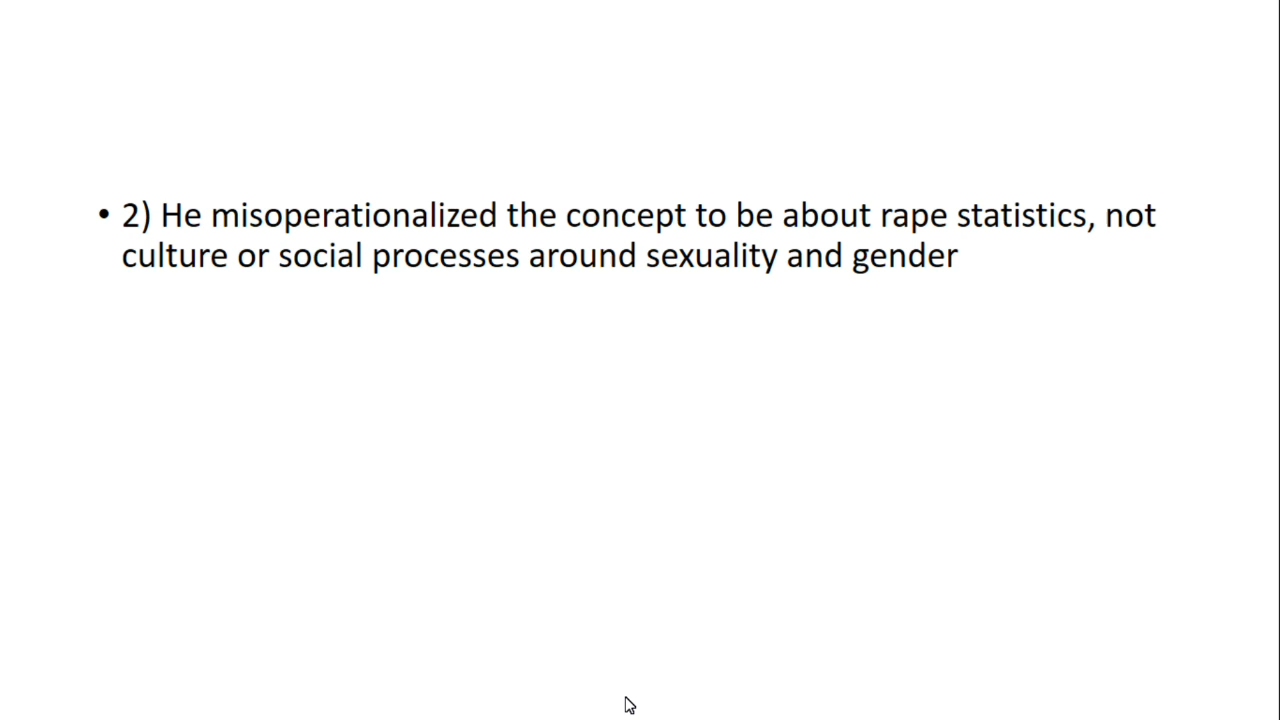 • 2) He misoperationalized the concept to be about rape statistics, not
culture or social processes around sexuality and gender